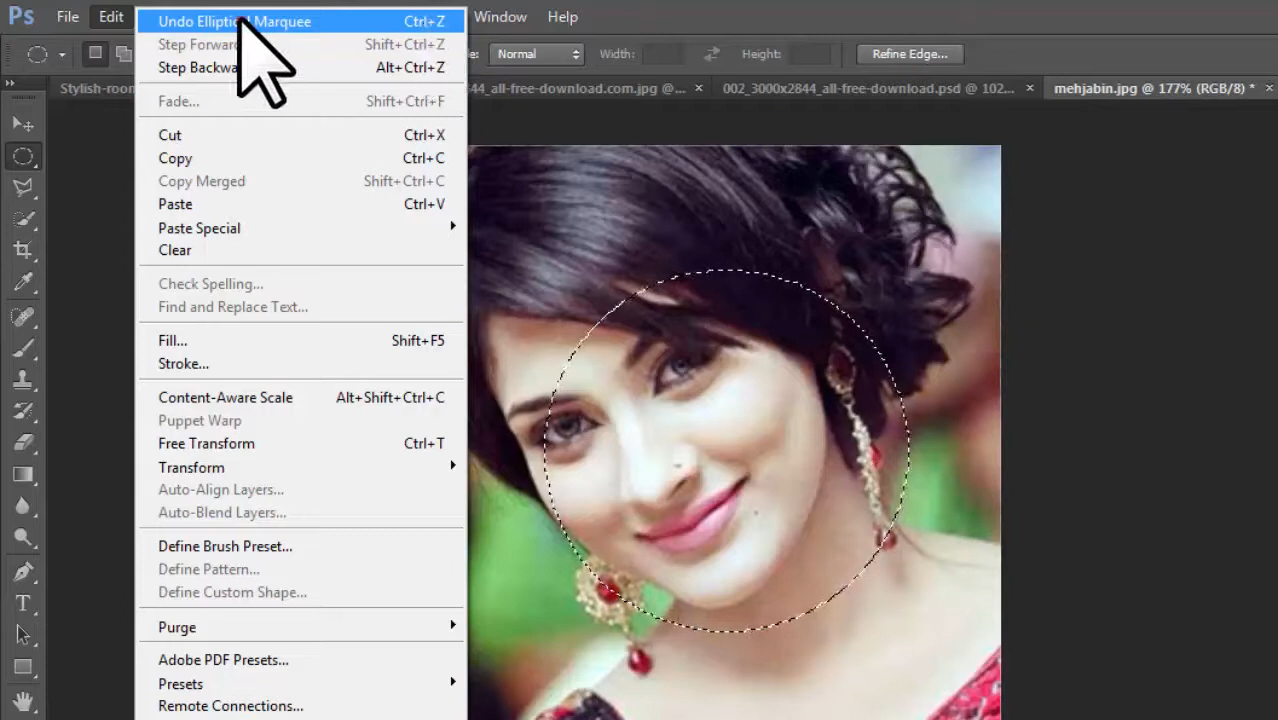 Ps File Edit Window Help
Normal Width: Height: Refine Edge...
Stylish-roo 44_all-free-download.com.jpg @... × 002_3000x2844_all-free-download.psd @ 102... × mehjabin.jpg @ 177% (RGB/8) * ×
Undo Elliptical Marquee Ctrl+Z
Step Forward Shift+Ctrl+Z
Step Backwa Alt+Ctrl+Z
Fade... Shift+Ctrl+F
Cut Ctrl+X
Copy Ctrl+C
Copy Merged Shift+Ctrl+C
Paste Ctrl+V
Paste Special
Clear
Check Spelling...
Find and Replace Text...
Fill... Shift+F5
Stroke...
Content-Aware Scale Alt+Shift+Ctrl+C
Puppet Warp
Free Transform Ctrl+T
Transform
Auto-Align Layers...
Auto-Blend Layers...
Define Brush Preset...
Define Pattern...
Define Custom Shape...
Purge
Adobe PDF Presets...
Presets
Remote Connections...